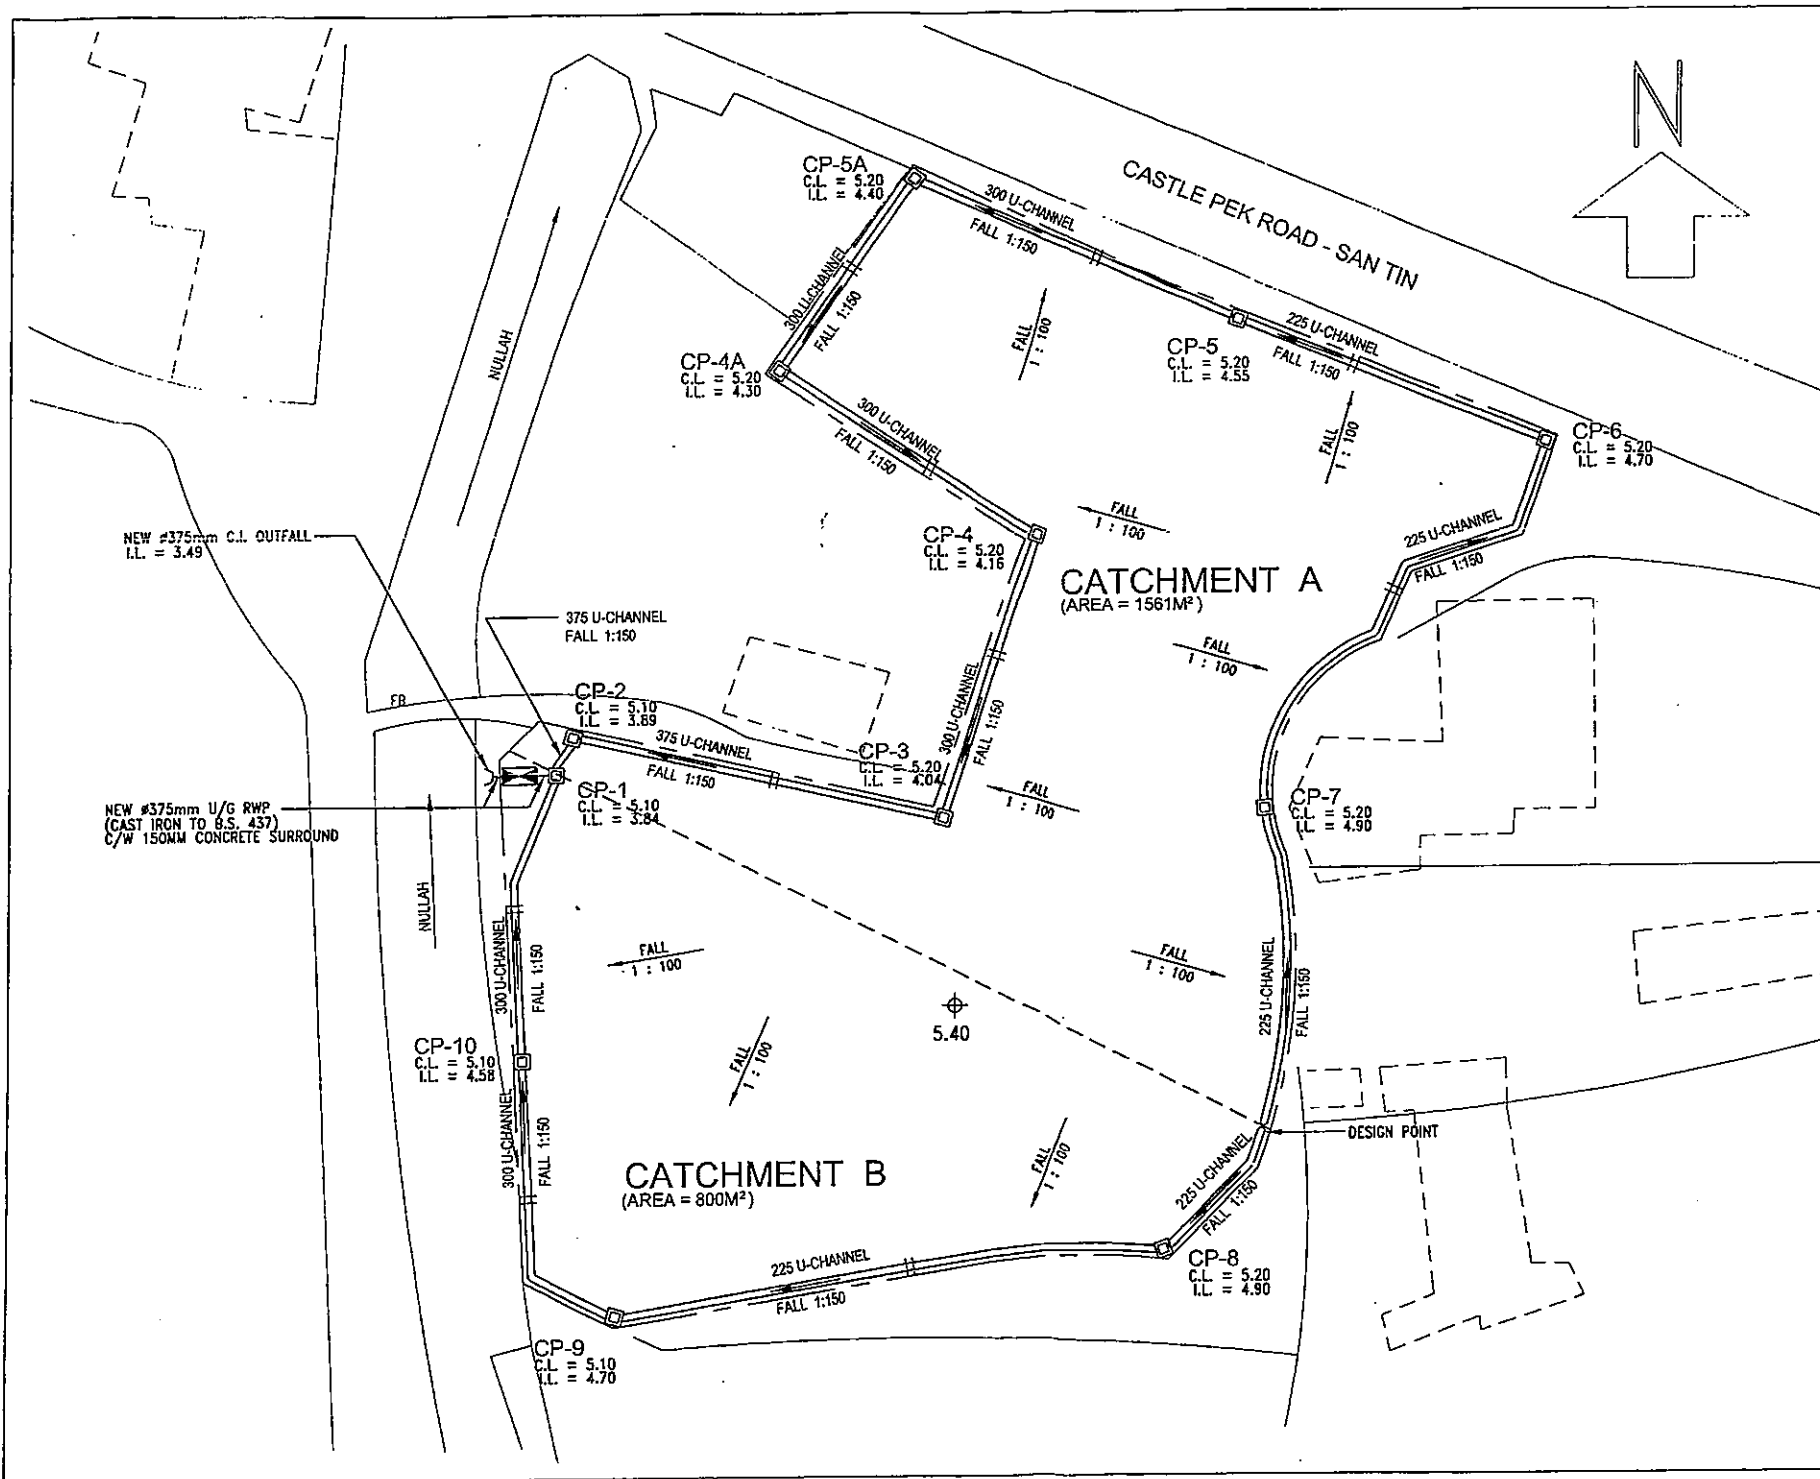 N
CASTLE PEK ROAD - SAN TIN
CP-5A
C.L. = 5.20
I.L. = 4.40
300 U-CHANNEL
FALL 1:150
300 U-CHANNEL
FALL 1:150
FALL
1 : 100
CP-5
C.L. = 5.20
I.L. = 4.55
225 U-CHANNEL
FALL 1:150
NULLAH
CP-4A
C.L. = 5.20
I.L. = 4.30
300 U-CHANNEL
FALL 1:150
FALL
1 : 100
CP-6
C.L. = 5.20
I.L. = 4.70
NEW ø375mm C.I. OUTFALL
I.L. = 3.49
CP-4
C.L. = 5.20
I.L. = 4.16
FALL
1 : 100
225 U-CHANNEL
FALL 1:150
CATCHMENT A
(AREA = 1561M²)
375 U-CHANNEL
FALL 1:150
FALL
1 : 100
FB
CP-2
C.L. = 5.10
I.L. = 3.89
375 U-CHANNEL
FALL 1:150
300 U-CHANNEL
FALL 1:150
CP-3
C.L. = 5.20
I.L. = 4.04
CP-1
C.L. = 5.10
I.L. = 3.84
FALL
1 : 100
CP-7
C.L. = 5.20
I.L. = 4.90
NEW ø375mm U/G RWP
(CAST IRON TO B.S. 437)
C/W 150MM CONCRETE SURROUND
NULLAH
300 U-CHANNEL
FALL 1:150
FALL
1 : 100
FALL
1 : 100
225 U-CHANNEL
FALL 1:150
5.40
CP-10
C.L. = 5.10
I.L. = 4.58
FALL
1 : 100
300 U-CHANNEL
FALL 1:150
FALL
1 : 100
DESIGN POINT
CATCHMENT B
(AREA = 800M²)
225 U-CHANNEL
FALL 1:150
225 U-CHANNEL
FALL 1:150
CP-8
C.L. = 5.20
I.L. = 4.90
CP-9
C.L. = 5.10
I.L. = 4.70